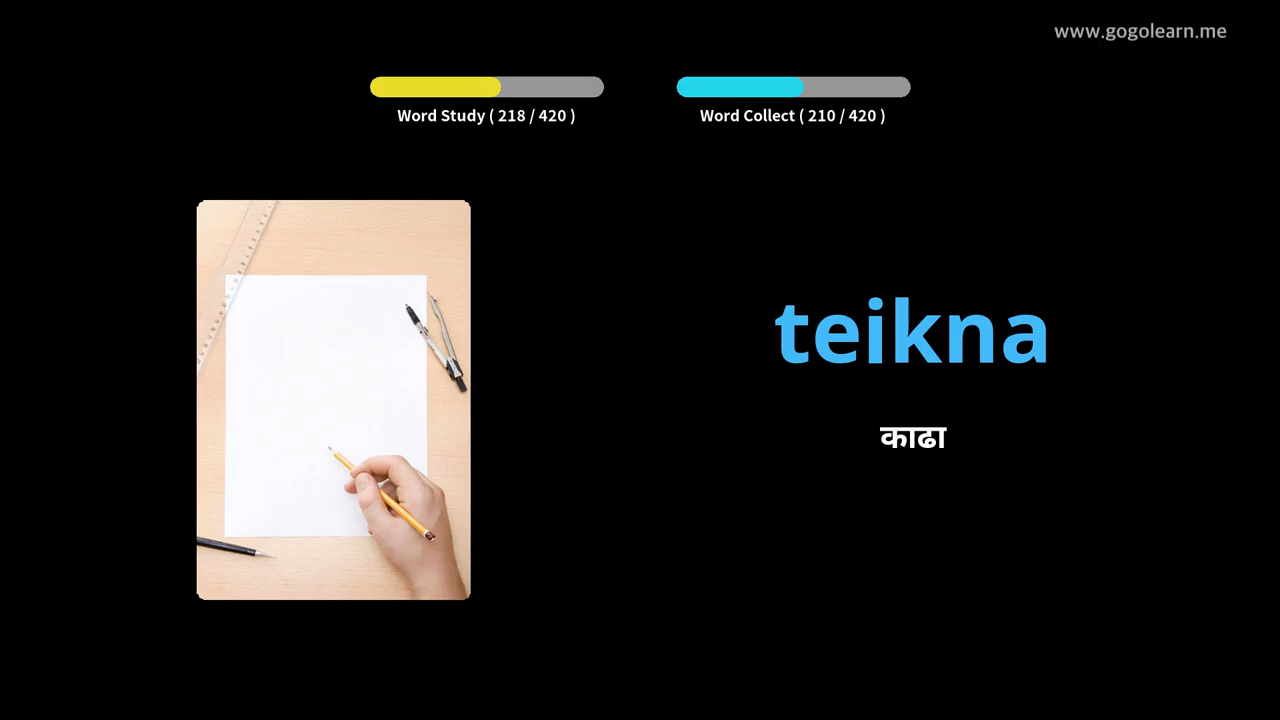 www.gogolearn.me
Word Study ( 218 / 420 )
Word Collect ( 210 / 420 )
teikna
काढा